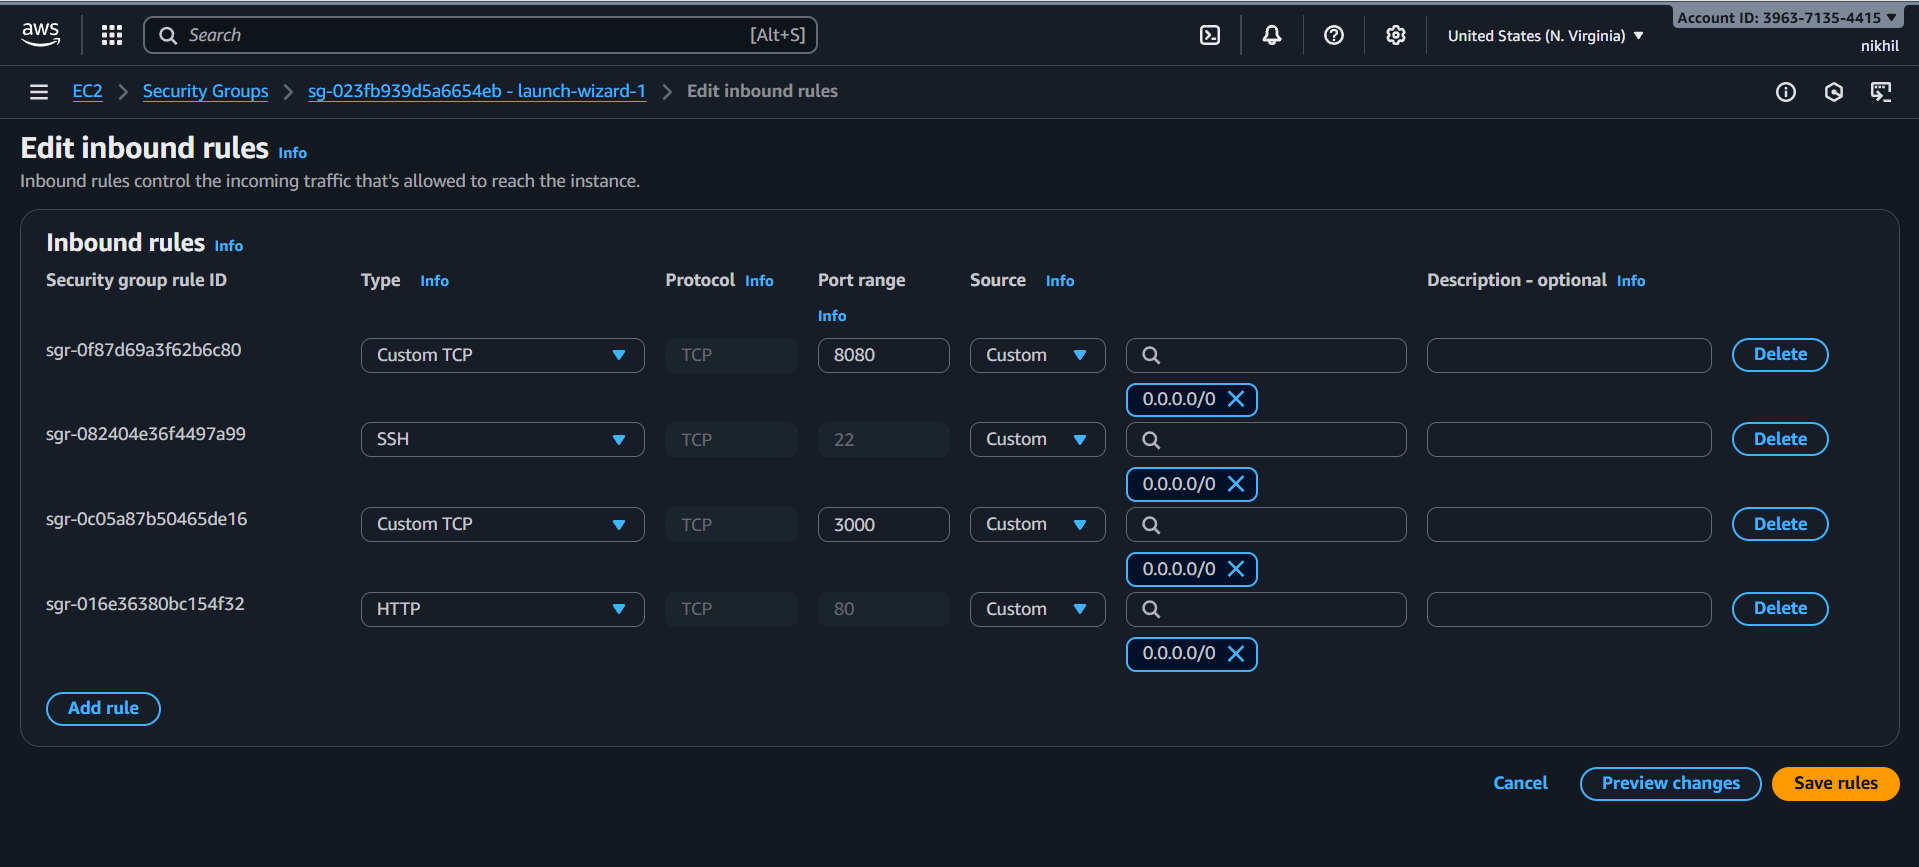 aws
Search [Alt+S]
United States (N. Virginia)
Account ID: 3963-7135-4415
nikhil
EC2 Security Groups sg-023fb939d5a6654eb - launch-wizard-1 Edit inbound rules
Edit inbound rules Info
Inbound rules control the incoming traffic that's allowed to reach the instance.
Inbound rules Info
Security group rule ID Type Info Protocol Info Port range Source Info Description - optional Info
Info
sgr-0f87d69a3f62b6c80 Custom TCP TCP 8080 Custom Delete
0.0.0.0/0
sgr-082404e36f4497a99 SSH TCP 22 Custom Delete
0.0.0.0/0
sgr-0c05a87b50465de16 Custom TCP TCP 3000 Custom Delete
0.0.0.0/0
sgr-016e36380bc154f32 HTTP TCP 80 Custom Delete
0.0.0.0/0
Add rule
Cancel Preview changes Save rules